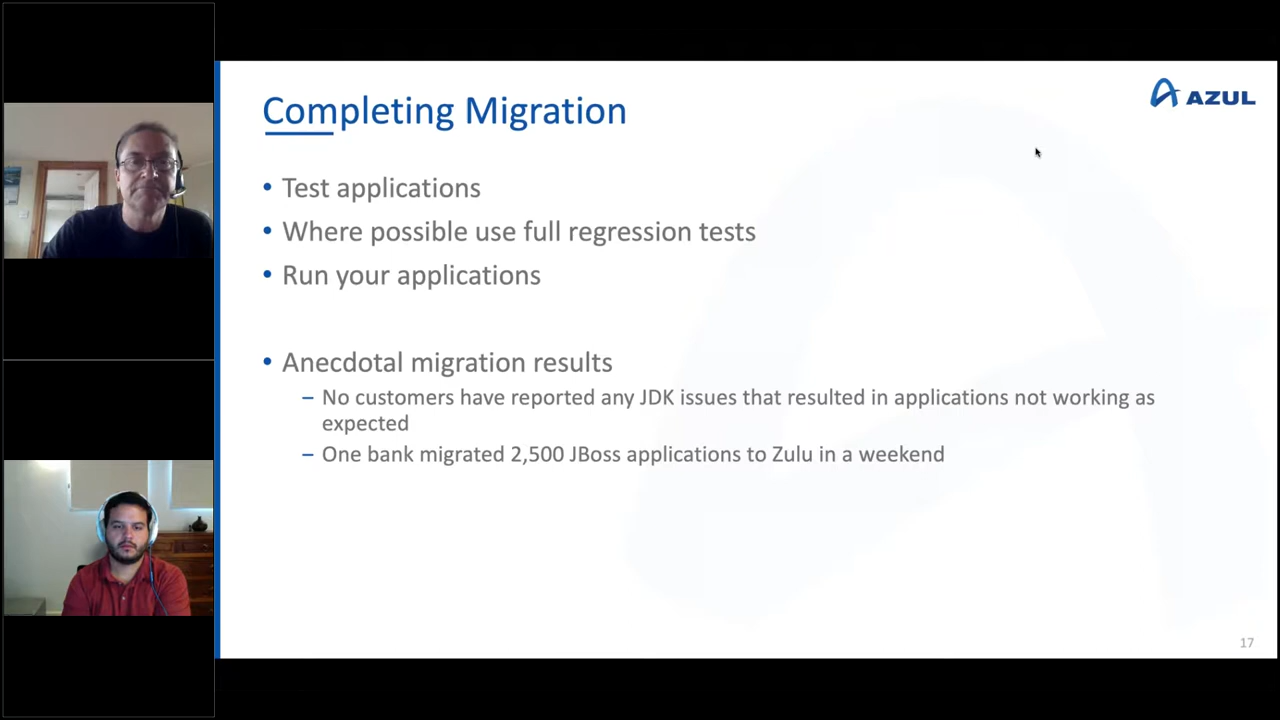 Completing Migration
AZUL
• Test applications
• Where possible use full regression tests
• Run your applications
• Anecdotal migration results
– No customers have reported any JDK issues that resulted in applications not working as
expected
– One bank migrated 2,500 JBoss applications to Zulu in a weekend
17